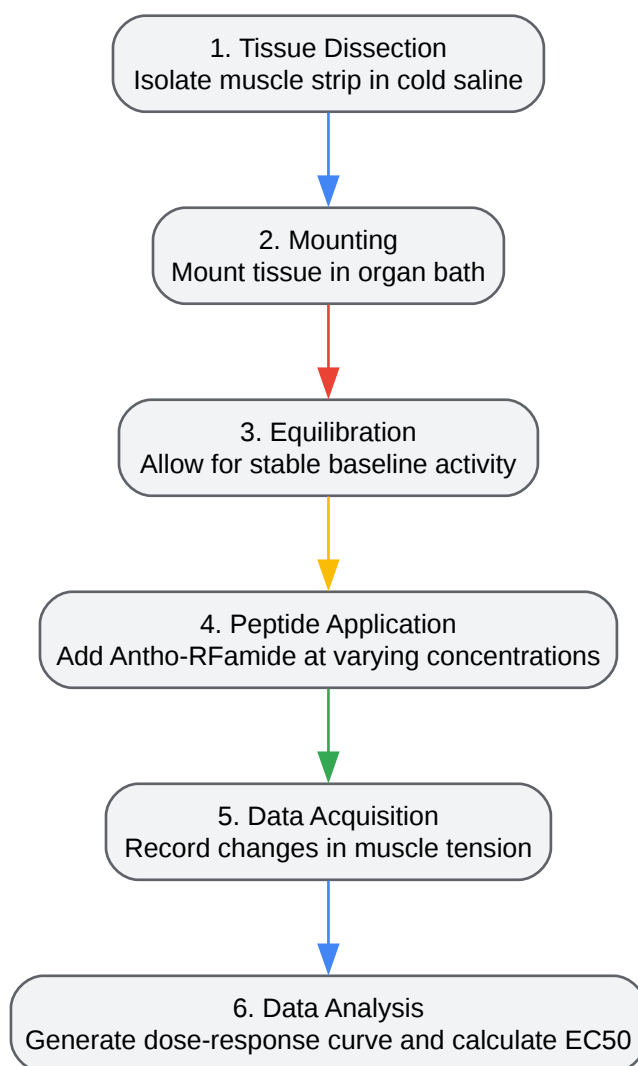 1. Tissue Dissection
Isolate muscle strip in cold saline
2. Mounting
Mount tissue in organ bath
3. Equilibration
Allow for stable baseline activity
4. Peptide Application
Add Antho-RFamide at varying concentrations
5. Data Acquisition
Record changes in muscle tension
6. Data Analysis
Generate dose-response curve and calculate EC50